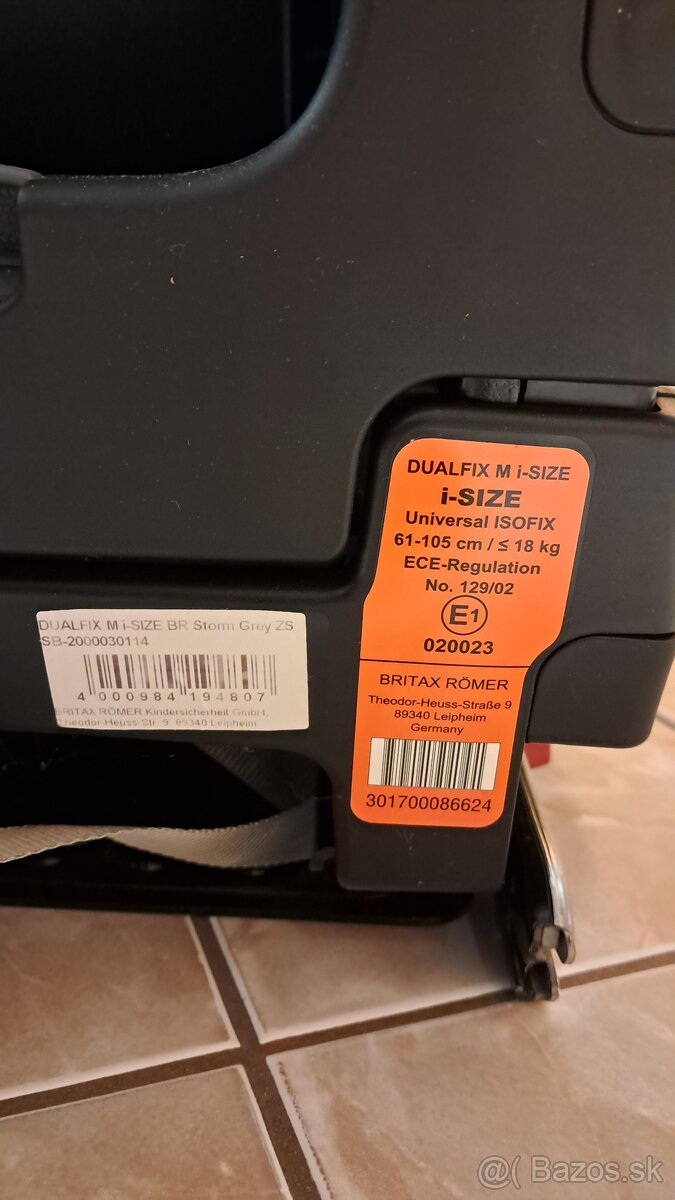 DUALFIX M i-SIZE
i-SIZE
Universal ISOFIX
61-105 cm / ≤ 18 kg
ECE-Regulation
No. 129/02
E1
020023
BRITAX RÖMER
Theodor-Heuss-Straße 9
89340 Leipheim
Germany
301700086624
DUALFIX M i-SIZE BR Storm Grey ZS
SB-2000030114
4 000984 194807
BRITAX RÖMER Kindersicherheit GmbH,
Theodor-Heuss-Str. 9, 89340 Leipheim
@( Bazos.sk